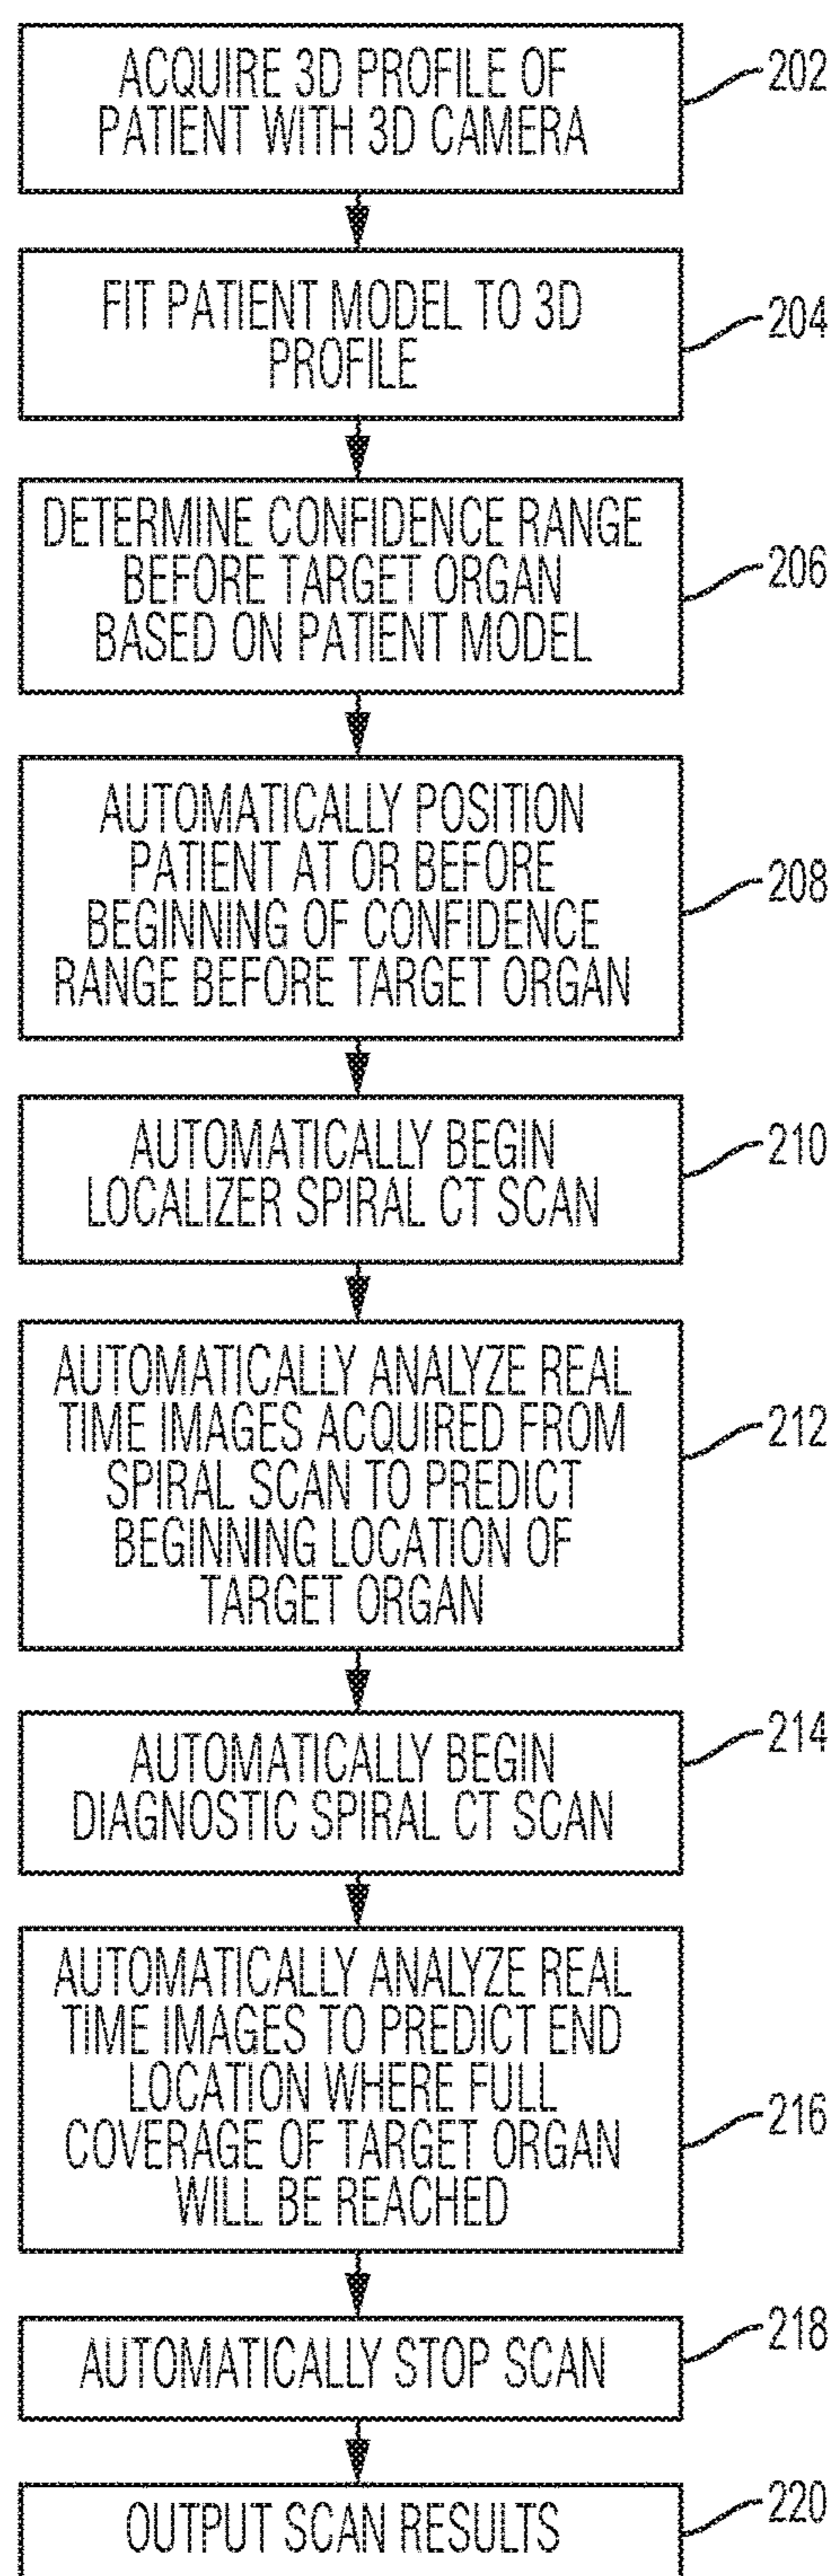 ACQUIRE 3D PROFILE OF
PATIENT WITH 3D CAMERA
202
FIT PATIENT MODEL TO 3D
PROFILE
204
DETERMINE CONFIDENCE RANGE
BEFORE TARGET ORGAN
BASED ON PATIENT MODEL
206
AUTOMATICALLY POSITION
PATIENT AT OR BEFORE
BEGINNING OF CONFIDENCE
RANGE BEFORE TARGET ORGAN
208
AUTOMATICALLY BEGIN
LOCALIZER SPIRAL CT SCAN
210
AUTOMATICALLY ANALYZE REAL
TIME IMAGES ACQUIRED FROM
SPIRAL SCAN TO PREDICT
BEGINNING LOCATION OF
TARGET ORGAN
212
AUTOMATICALLY BEGIN
DIAGNOSTIC SPIRAL CT SCAN
214
AUTOMATICALLY ANALYZE REAL
TIME IMAGES TO PREDICT END
LOCATION WHERE FULL
COVERAGE OF TARGET ORGAN
WILL BE REACHED
216
AUTOMATICALLY STOP SCAN
218
OUTPUT SCAN RESULTS
220